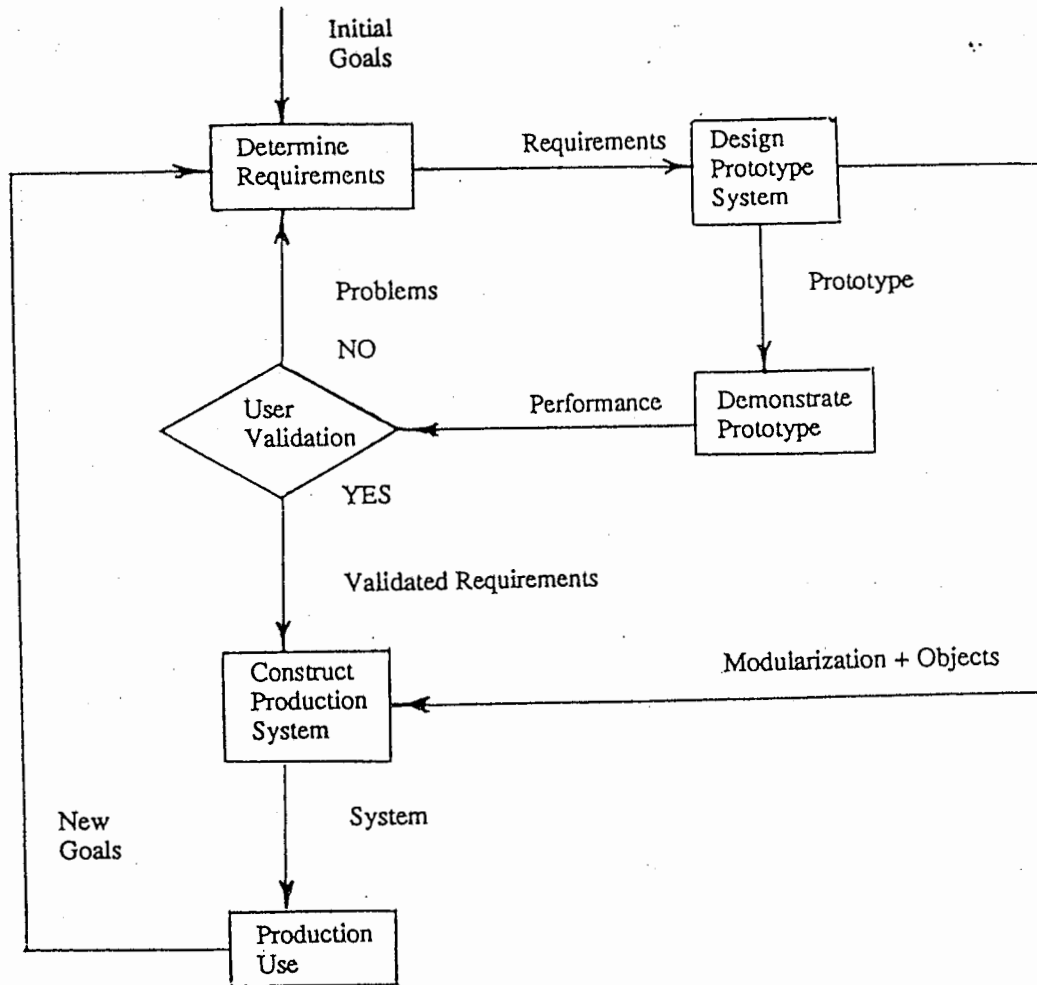 Initial
Goals
Determine
Requirements
Requirements
Design
Prototype
System
Prototype
Problems
NO
User
Validation
Performance
Demonstrate
Prototype
YES
Validated Requirements
Construct
Production
System
Modularization + Objects
System
New
Goals
Production
Use